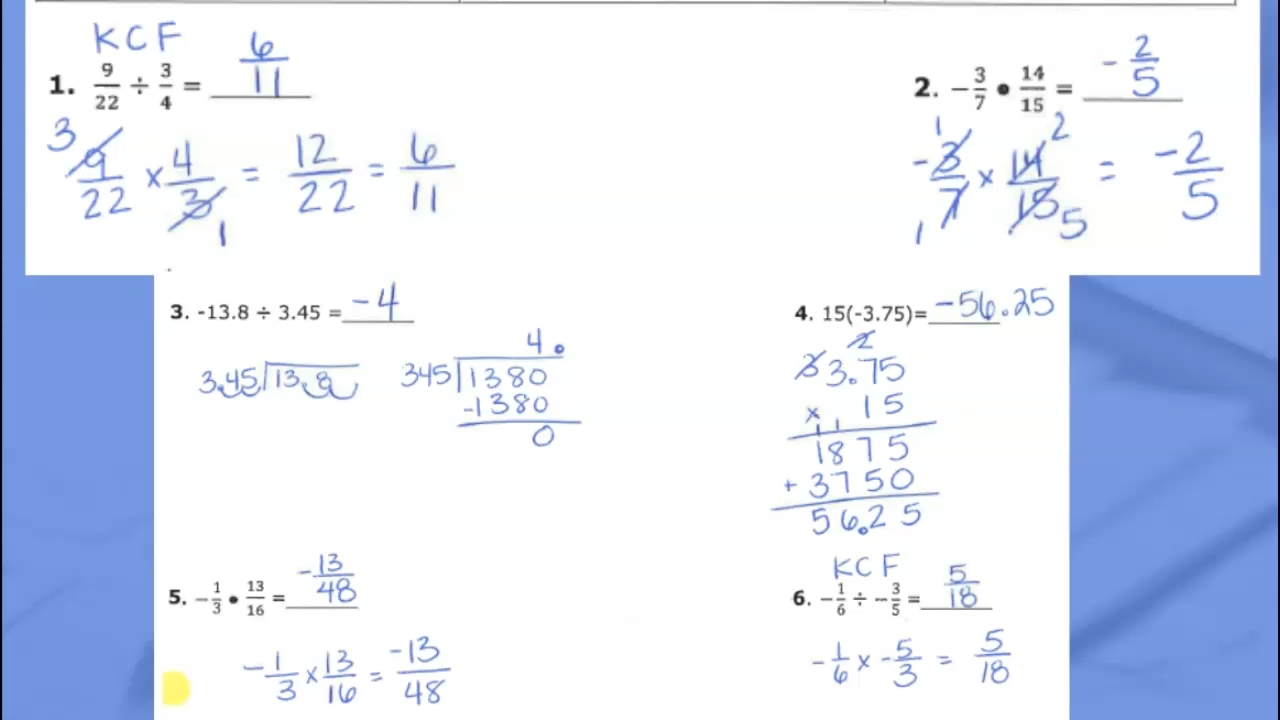 KCF
1. 9/22 ÷ 3/4 = 6/11
3 9/22 × 4/3 1 = 12/22 = 6/11
2. -3/7 • 14/15 = -2/5
1 2
-3/7 × 14/15 = -2/5
1 5
3. -13.8 ÷ 3.45 = -4
4.
3.45 13.8 345 1380
-1380
0
4. 15(-3.75)= -56.25
2
3 3.75
× 15
1 1
1875
+ 3750
56.25
5. -1/3 • 13/16 = -13/48
-1/3 × 13/16 = -13/48
KCF
6. -1/6 ÷ -3/5 = 5/18
-1/6 × -5/3 = 5/18